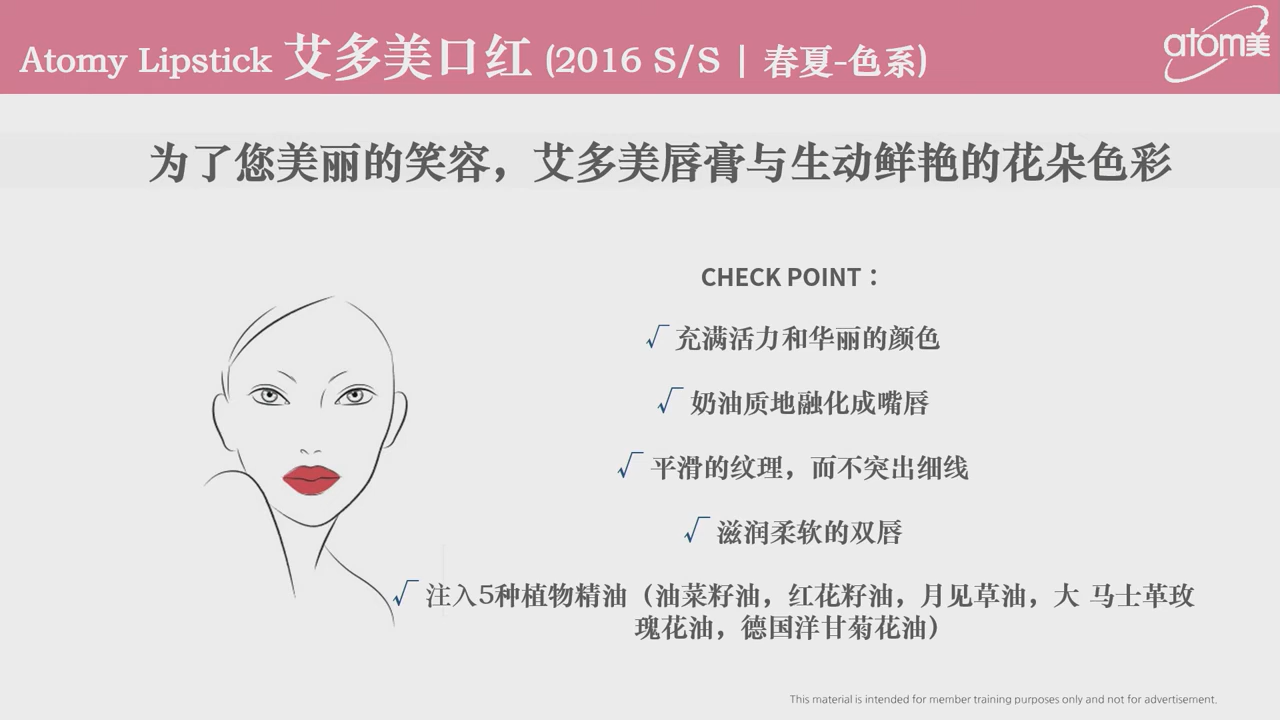 Atomy Lipstick 艾多美口红 (2016 S/S | 春夏-色系)
atom美
为了您美丽的笑容，艾多美唇膏与生动鲜艳的花朵色彩
CHECK POINT：
√ 充满活力和华丽的颜色
√ 奶油质地融化成嘴唇
√ 平滑的纹理，而不突出细线
√ 滋润柔软的双唇
√ 注入5种植物精油（油菜籽油，红花籽油，月见草油，大 马士革玫
瑰花油，德国洋甘菊花油）
This material is intended for member training purposes only and not for advertisement.